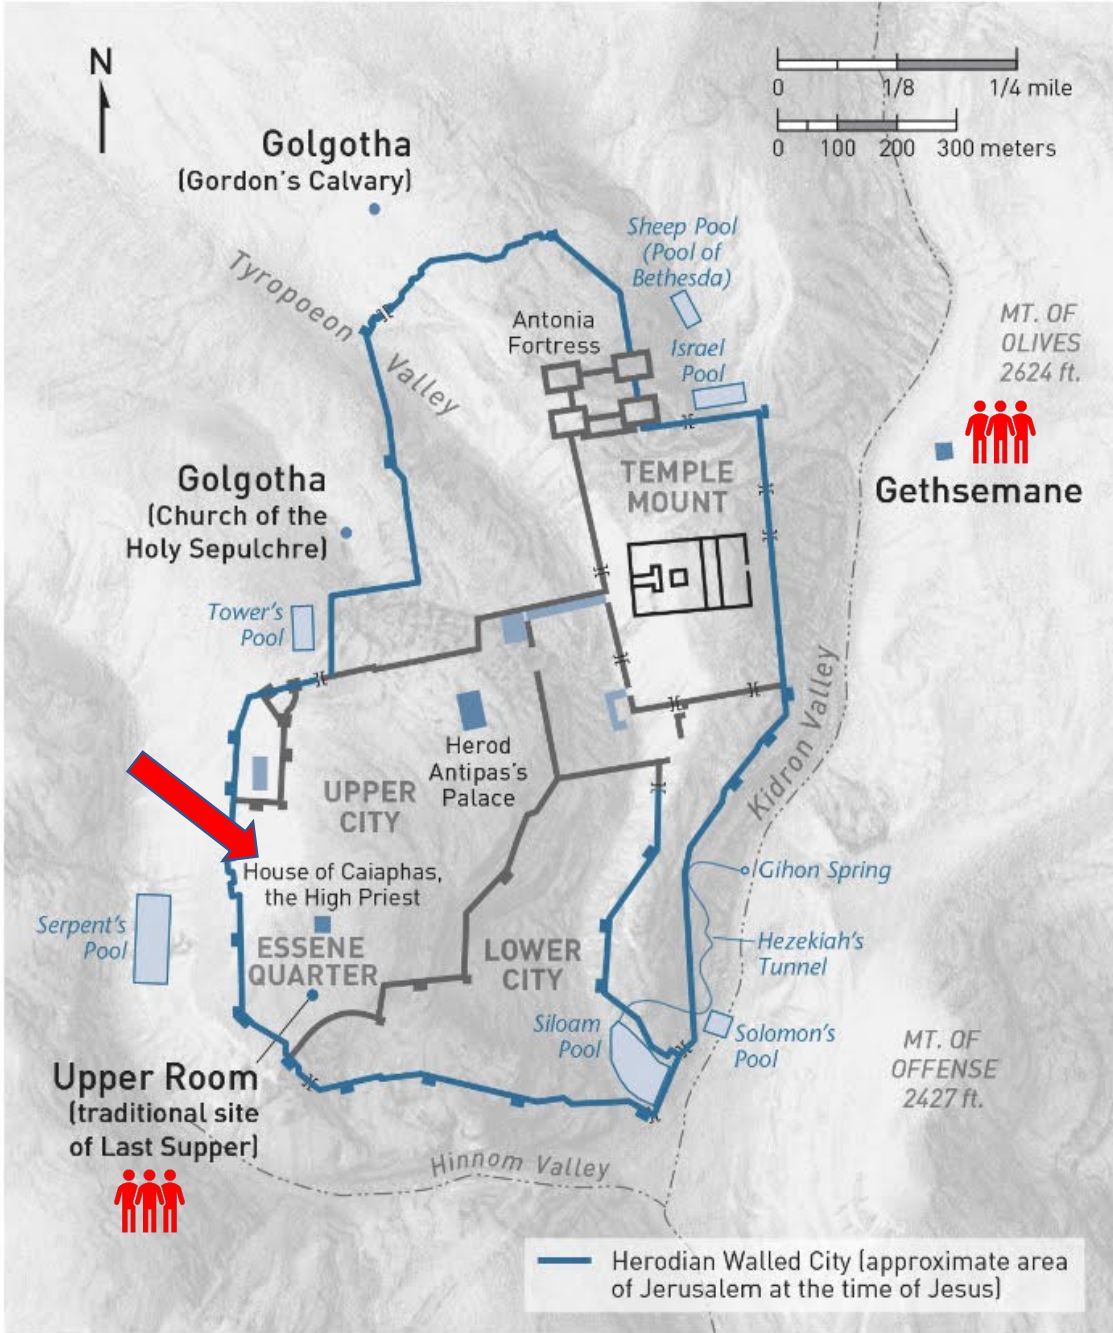 N
0 1/8 1/4 mile
0 100 200 300 meters
Golgotha
(Gordon's Calvary)
Sheep Pool
(Pool of
Bethesda)
Tyropoeon Valley
Antonia
Fortress
Israel
Pool
MT. OF
OLIVES
2624 ft.
Golgotha
(Church of the
Holy Sepulchre)
TEMPLE
MOUNT
Gethsemane
Tower's
Pool
Kidron Valley
Herod
Antipas's
Palace
UPPER
CITY
House of Caiaphas,
the High Priest
Gihon Spring
Serpent's
Pool
ESSENE
QUARTER
LOWER
CITY
Hezekiah's
Tunnel
Siloam
Pool
Solomon's
Pool
MT. OF
OFFENSE
2427 ft.
Upper Room
(traditional site
of Last Supper)
Hinnom Valley
Herodian Walled City (approximate area
of Jerusalem at the time of Jesus)